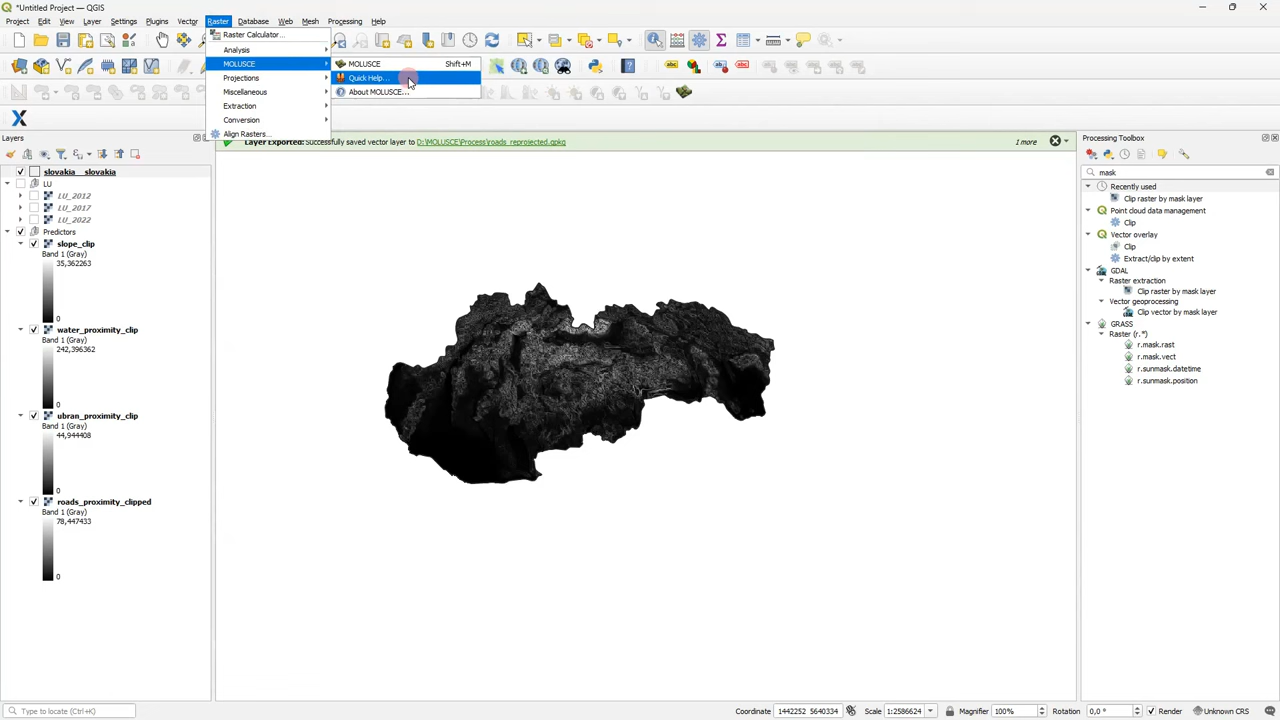 *Untitled Project — QGIS
Project Edit View Layer Settings Plugins Vector Raster Database Web Mesh Processing Help
Raster Calculator...
Analysis
MOLUSCE
Projections
Miscellaneous
Extraction
Conversion
Align Rasters...
MOLUSCE Shift+M
Quick Help...
About MOLUSCE...
Layers
Layer Exported: Successfully saved vector layer to D:\MOLUSCE\Process\roads_reprojected.gpkg
1 more
slovakia__slovakia
LU
LU_2012
LU_2017
LU_2022
Predictors
slope_clip
Band 1 (Gray)
35,362263
0
water_proximity_clip
Band 1 (Gray)
242,396362
0
ubran_proximity_clip
Band 1 (Gray)
44,944408
0
roads_proximity_clipped
Band 1 (Gray)
78,447433
0
Processing Toolbox
mask
Recently used
Clip raster by mask layer
Point cloud data management
Clip
Vector overlay
Clip
Extract/clip by extent
GDAL
Raster extraction
Clip raster by mask layer
Vector geoprocessing
Clip vector by mask layer
GRASS
Raster (r.*)
r.mask.rast
r.mask.vect
r.sunmask.datetime
r.sunmask.position
Type to locate (Ctrl+K)
Coordinate 1442252 5640334 Scale 1:2586624 Magnifier 100% Rotation 0,0 ° Render Unknown CRS